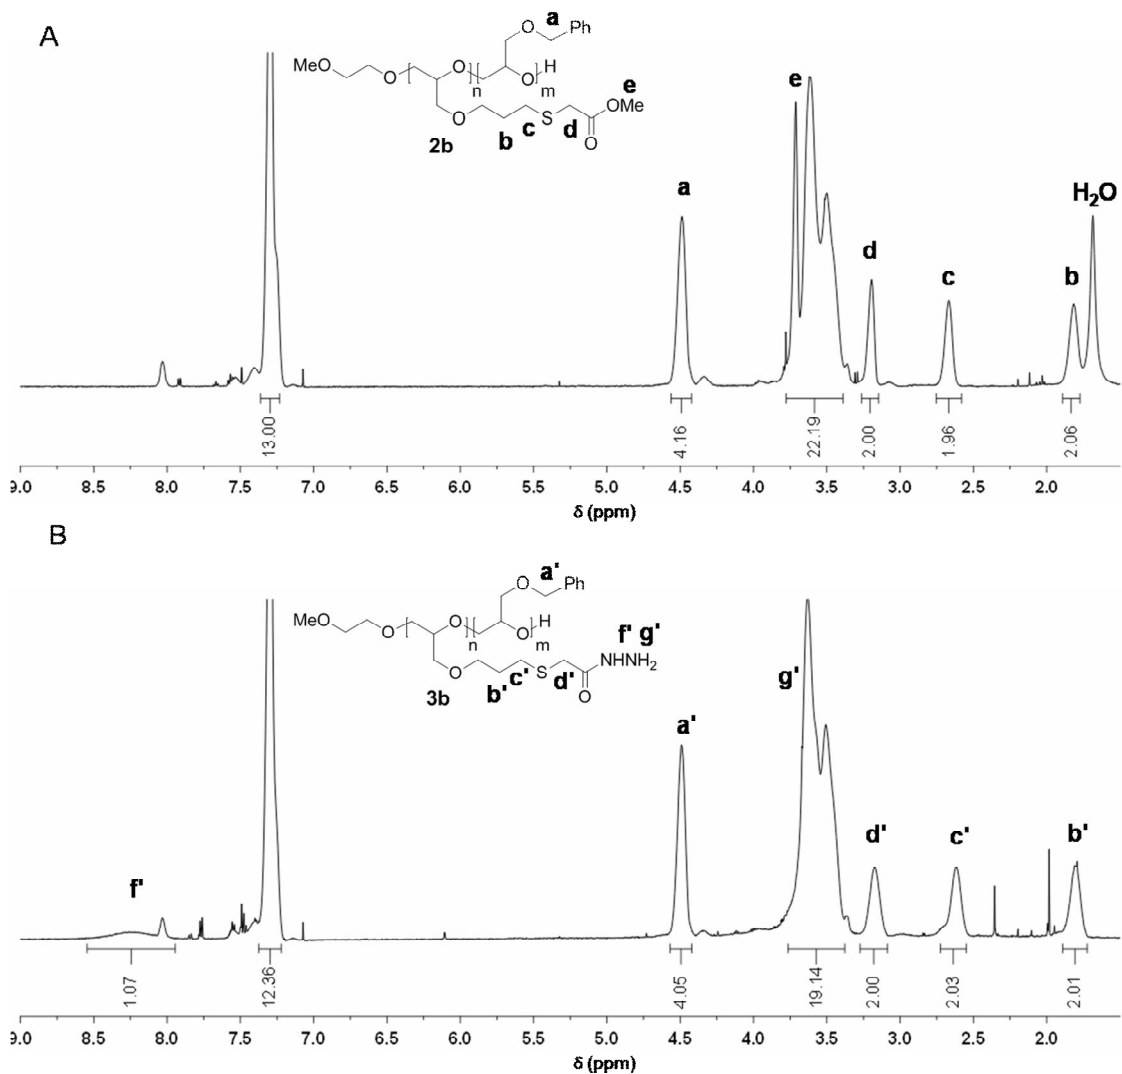 A
a
O Ph
MeO O O n O H m
O S OMe
e
b c d O
2b
e
a
d
c
b
H₂O
13.00 4.16 22.19 2.00 1.96 2.06
9.0 8.5 8.0 7.5 7.0 6.5 6.0 5.5 5.0 4.5 4.0 3.5 3.0 2.5 2.0
δ (ppm)
B
a'
O Ph
MeO O O n O H m
f' g'
O S NHNH₂
b' c' d' O
3b
g'
a'
d' c' b'
f'
1.07 12.36 4.05 19.14 2.00 2.03 2.01
9.0 8.5 8.0 7.5 7.0 6.5 6.0 5.5 5.0 4.5 4.0 3.5 3.0 2.5 2.0
δ (ppm)